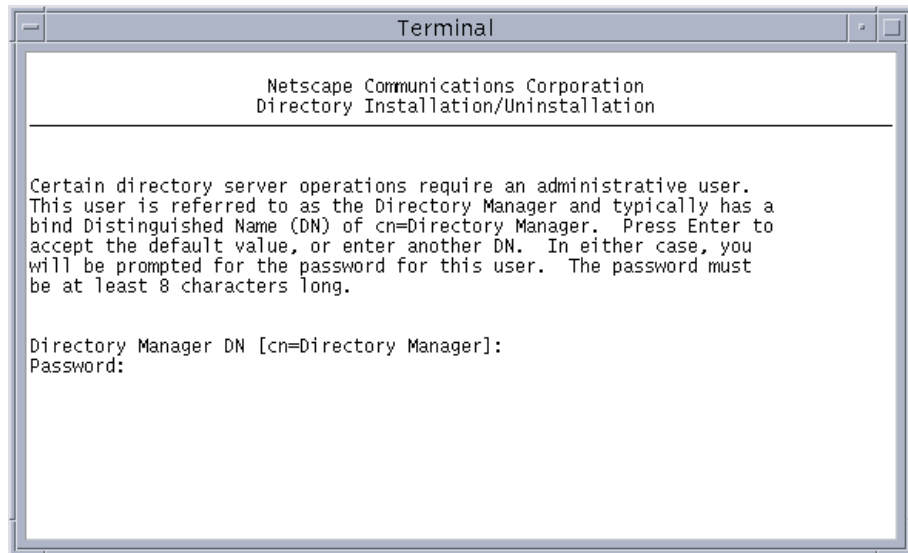 Terminal
Netscape Communications Corporation
Directory Installation/Uninstallation
Certain directory server operations require an administrative user.
This user is referred to as the Directory Manager and typically has a
bind Distinguished Name (DN) of cn=Directory Manager.  Press Enter to
accept the default value, or enter another DN.  In either case, you
will be prompted for the password for this user.  The password must
be at least 8 characters long.
Directory Manager DN [cn=Directory Manager]:
Password: